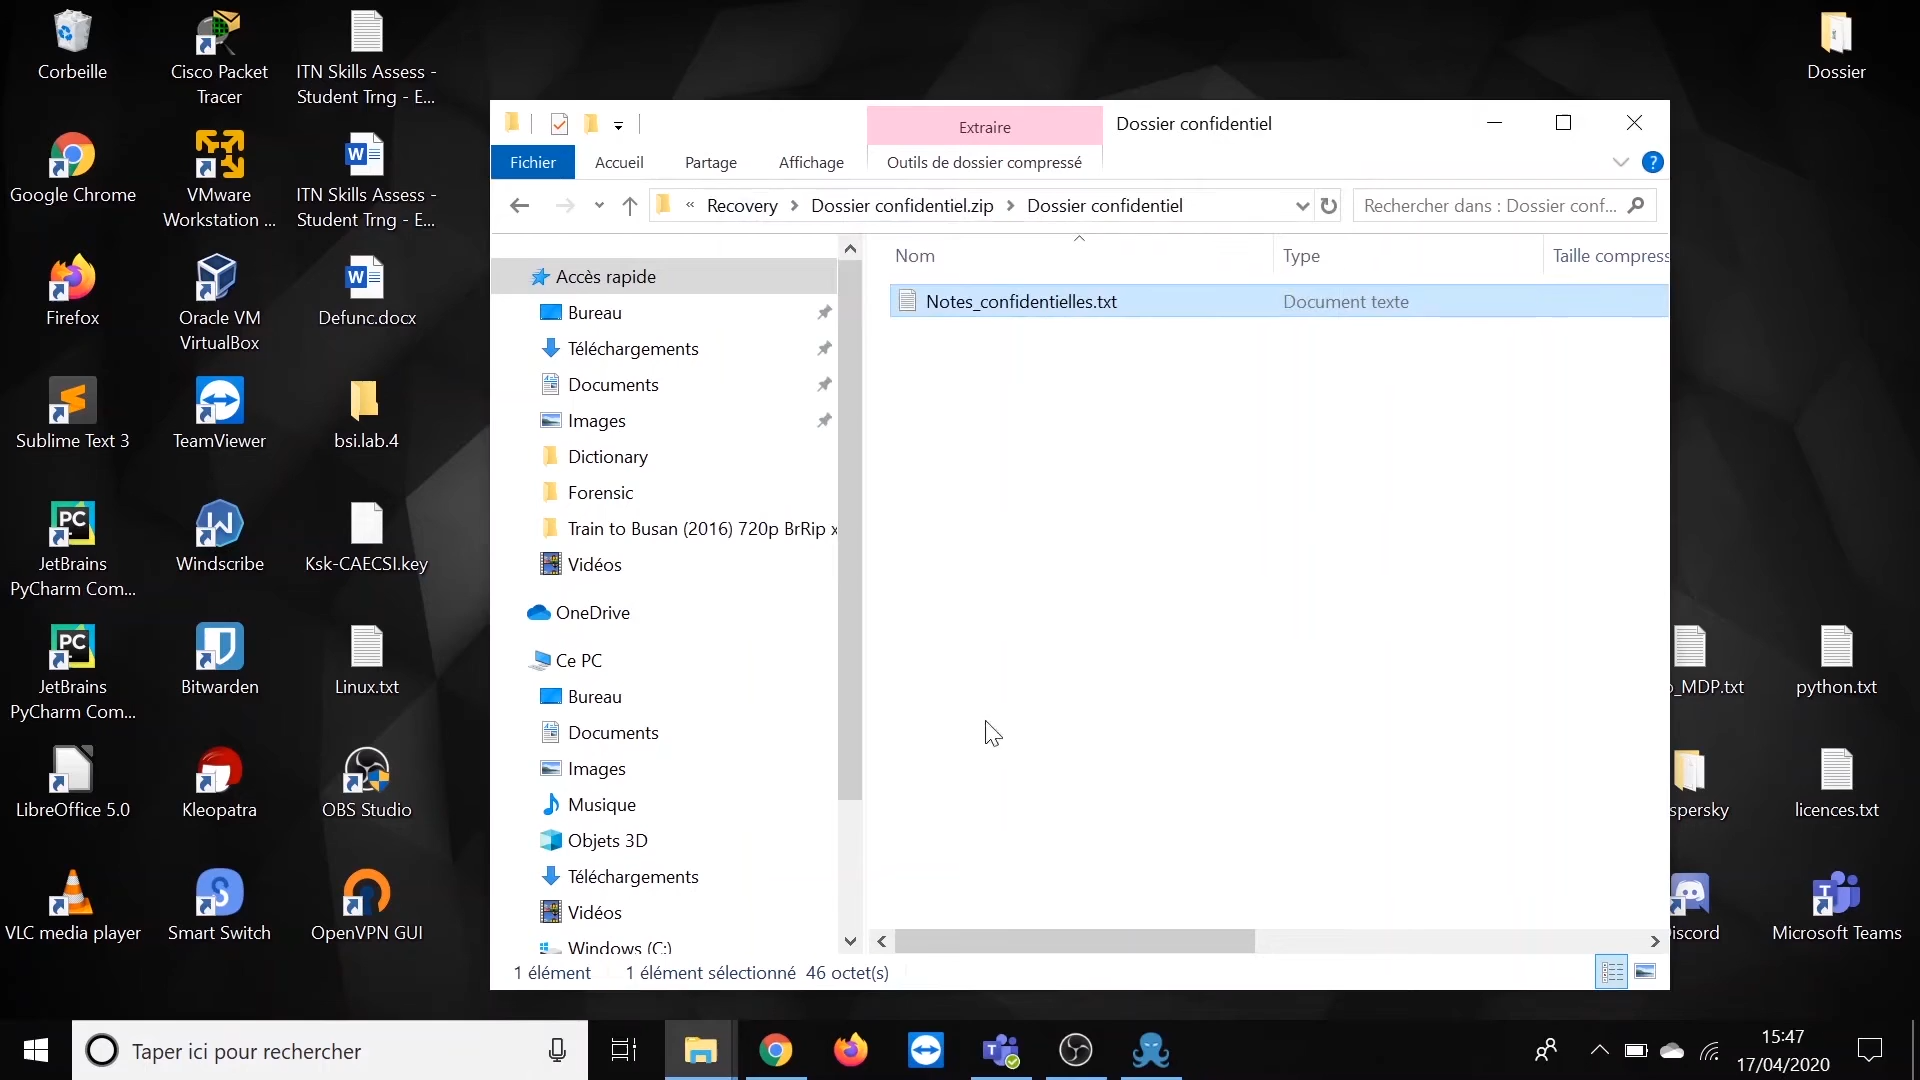 Corbeille
Cisco Packet
Tracer
ITN Skills Assess -
Student Trng - E...
Dossier
Google Chrome
VMware
Workstation ...
ITN Skills Assess -
Student Trng - E...
Firefox
Oracle VM
VirtualBox
Defunc.docx
Sublime Text 3
TeamViewer
bsi.lab.4
JetBrains
PyCharm Com...
Windscribe
Ksk-CAECSI.key
JetBrains
PyCharm Com...
Bitwarden
Linux.txt
LibreOffice 5.0
Kleopatra
OBS Studio
VLC media player
Smart Switch
OpenVPN GUI
Extraire
Dossier confidentiel
Fichier
Accueil
Partage
Affichage
Outils de dossier compressé
?
« Recovery > Dossier confidentiel.zip > Dossier confidentiel
Rechercher dans : Dossier conf...
Accès rapide
Bureau
Téléchargements
Documents
Images
Dictionary
Forensic
Train to Busan (2016) 720p BrRip x
Vidéos
OneDrive
Ce PC
Bureau
Documents
Images
Musique
Objets 3D
Téléchargements
Vidéos
Windows (C:)
Nom
Type
Taille compress
Notes_confidentielles.txt
Document texte
1 élément
1 élément sélectionné 46 octet(s)
_MDP.txt
python.txt
spersky
licences.txt
iscord
Microsoft Teams
Taper ici pour rechercher
15:47
17/04/2020